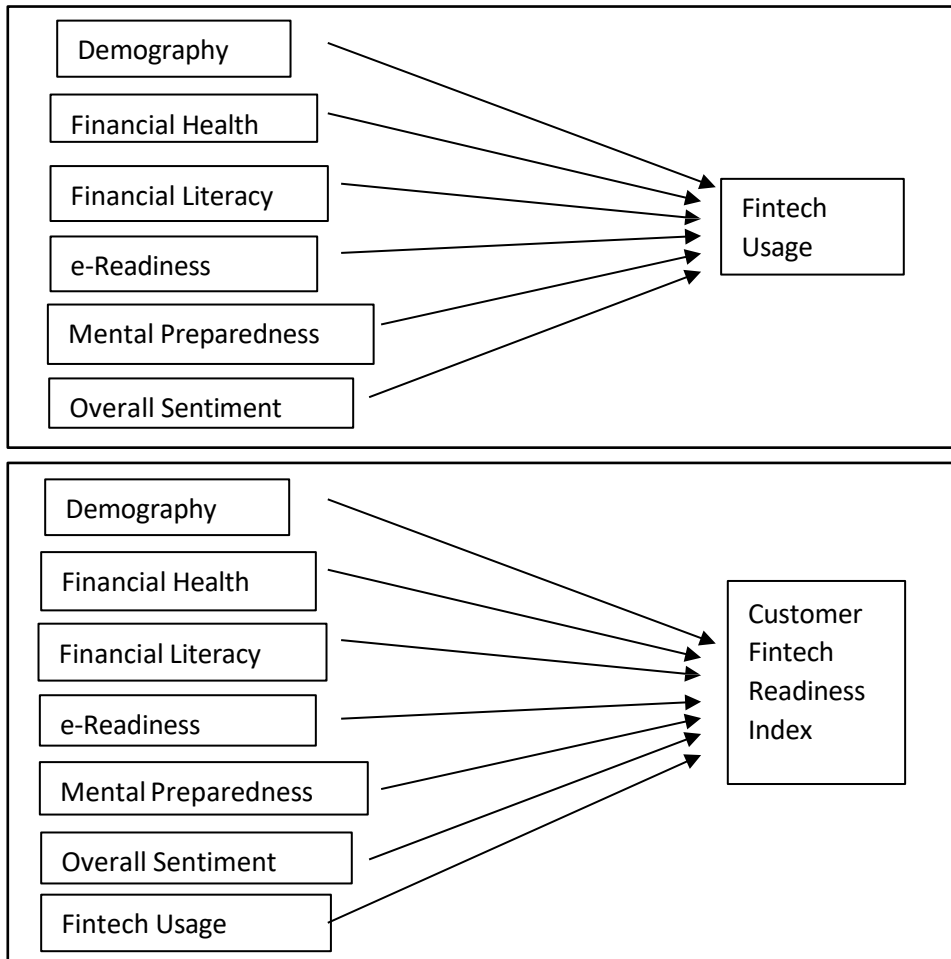 Demography
Financial Health
Financial Literacy
e-Readiness
Mental Preparedness
Overall Sentiment
Fintech
Usage
Demography
Financial Health
Financial Literacy
e-Readiness
Mental Preparedness
Overall Sentiment
Fintech Usage
Customer
Fintech
Readiness
Index